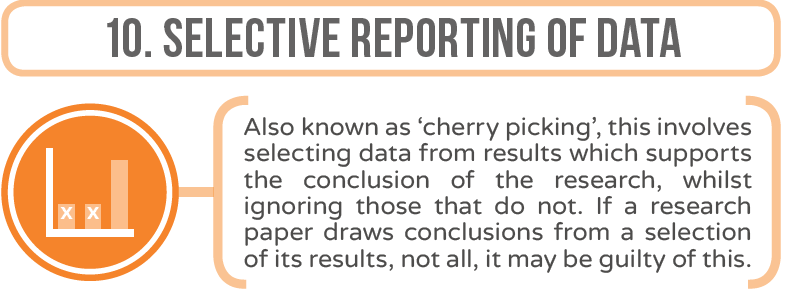 10. SELECTIVE REPORTING OF DATA
Also known as ‘cherry picking’, this involves
selecting data from results which supports
the conclusion of the research, whilst
ignoring those that do not. If a research
paper draws conclusions from a selection
of its results, not all, it may be guilty of this.
x x